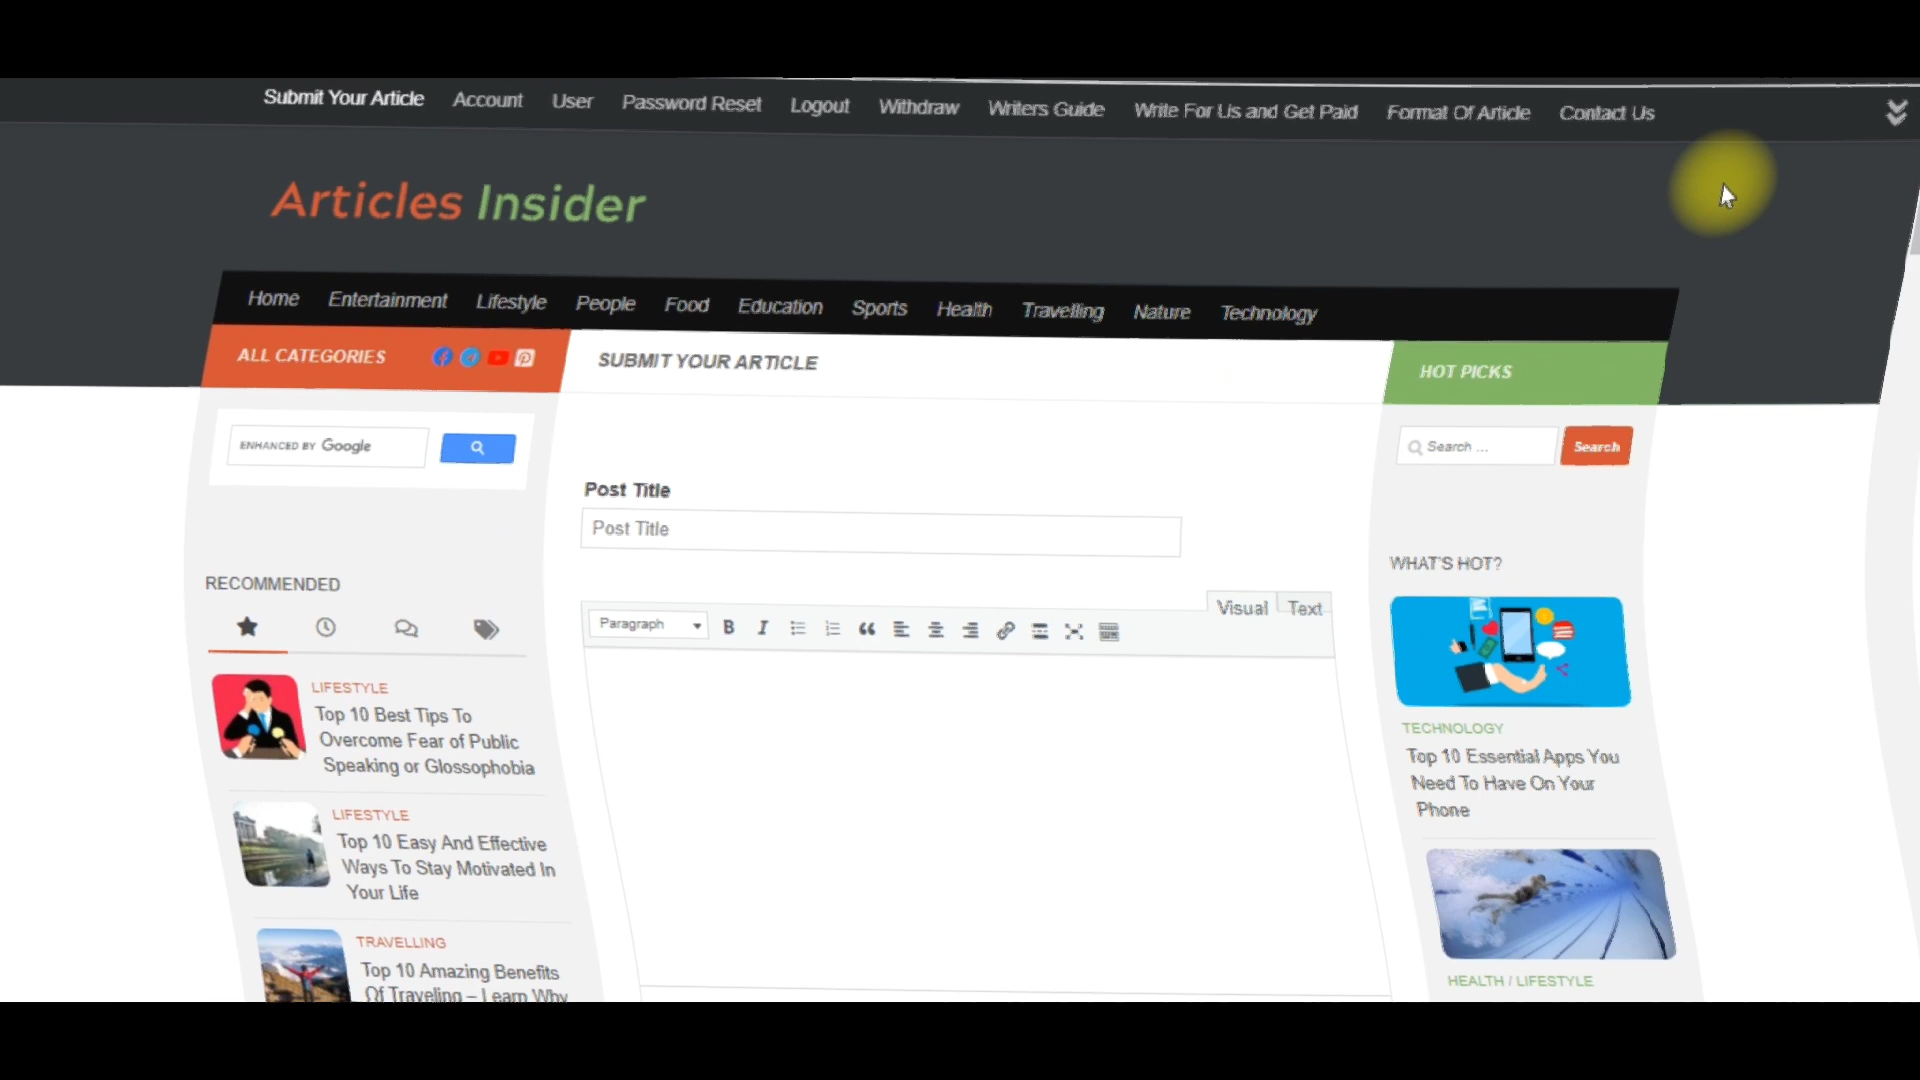 Submit Your Article Account User Password Reset Logout Withdraw Writers Guide Write For Us and Get Paid Format Of Article Contact Us
Articles Insider
Home Entertainment Lifestyle People Food Education Sports Health Travelling Nature Technology
ALL CATEGORIES
SUBMIT YOUR ARTICLE
HOT PICKS
ENHANCED BY Google
Search ...
Search
Post Title
Post Title
WHAT'S HOT?
RECOMMENDED
Visual Text
Paragraph B I
LIFESTYLE
Top 10 Best Tips To
Overcome Fear of Public
Speaking or Glossophobia
LIFESTYLE
Top 10 Easy And Effective
Ways To Stay Motivated In
Your Life
TRAVELLING
Top 10 Amazing Benefits
Of Traveling – Learn Why
TECHNOLOGY
Top 10 Essential Apps You
Need To Have On Your
Phone
HEALTH / LIFESTYLE